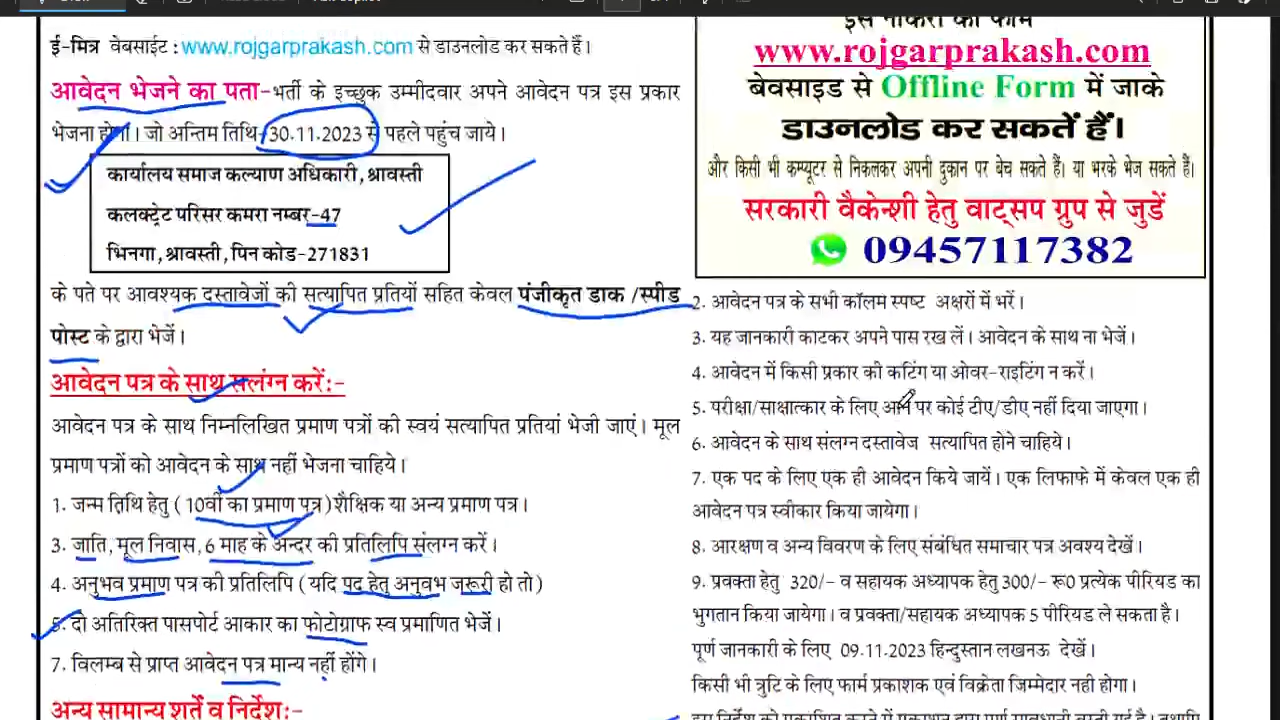 ई-मित्र वेबसाईट : www.rojgarprakash.com से डाउनलोड कर सकते हैं।
आवेदन भेजने का पता-भर्ती के इच्छुक उम्मीदवार अपने आवेदन पत्र इस प्रकार
भेजना होगा। जो अन्तिम तिथि-30.11.2023 से पहले पहुंच जाये।
कार्यालय समाज कल्याण अधिकारी, श्रावस्ती
कलक्ट्रेट परिसर कमरा नम्बर-47
भिनगा, श्रावस्ती, पिन कोड-271831
के पते पर आवश्यक दस्तावेजों की सत्यापित प्रतियों सहित केवल पंजीकृत डाक /स्पीड
पोस्ट के द्वारा भेजें।
आवेदन पत्र के साथ सलंग्न करें:-
आवेदन पत्र के साथ निम्नलिखित प्रमाण पत्रों की स्वयं सत्यापित प्रतियां भेजी जाएं। मूल
प्रमाण पत्रों को आवेदन के साथ नहीं भेजना चाहिये।
1. जन्म तिथि हेतु (10वीं का प्रमाण पत्र) शैक्षिक या अन्य प्रमाण पत्र।
3. जाति, मूल निवास, 6 माह के अन्दर की प्रतिलिपि संलग्न करें।
4. अनुभव प्रमाण पत्र की प्रतिलिपि (यदि पद हेतु अनुवभ जरूरी हो तो)
6. दो अतिरिक्त पासपोर्ट आकार का फोटोग्राफ स्व प्रमाणित भेजें।
7. विलम्ब से प्राप्त आवेदन पत्र मान्य नहीं होंगे।
अन्य सामान्य शर्तें व निर्देश:-
इस नौकरी का फॉर्म
www.rojgarprakash.com
बेवसाइड से Offline Form में जाके
डाउनलोड कर सकतें हैं।
और किसी भी कम्प्यूटर से निकलकर अपनी दुकान पर बेच सकते हैं। या भरके भेज सकते हैं।
सरकारी वैकेन्शी हेतु वाट्सप ग्रुप से जुडें
09457117382
2. आवेदन पत्र के सभी कॉलम स्पष्ट अक्षरों में भरें।
3. यह जानकारी काटकर अपने पास रख लें। आवेदन के साथ ना भेजें।
4. आवेदन में किसी प्रकार की कटिंग या ओवर-राइटिंग न करें।
5. परीक्षा/साक्षात्कार के लिए आने पर कोई टीए/डीए नहीं दिया जाएगा।
6. आवेदन के साथ संलग्न दस्तावेज सत्यापित होने चाहिये।
7. एक पद के लिए एक ही आवेदन किये जायें। एक लिफाफे में केवल एक ही
आवेदन पत्र स्वीकार किया जायेगा।
8. आरक्षण व अन्य विवरण के लिए संबंधित समाचार पत्र अवश्य देखें।
9. प्रवक्ता हेतु 320/- व सहायक अध्यापक हेतु 300/- रू0 प्रत्येक पीरियड का
भुगतान किया जायेगा। व प्रवक्ता/सहायक अध्यापक 5 पीरियड ले सकता है।
पूर्ण जानकारी के लिए 09.11.2023 हिन्दुस्तान लखनऊ देखें।
किसी भी त्रुटि के लिए फार्म प्रकाशक एवं विक्रेता जिम्मेदार नही होगा।